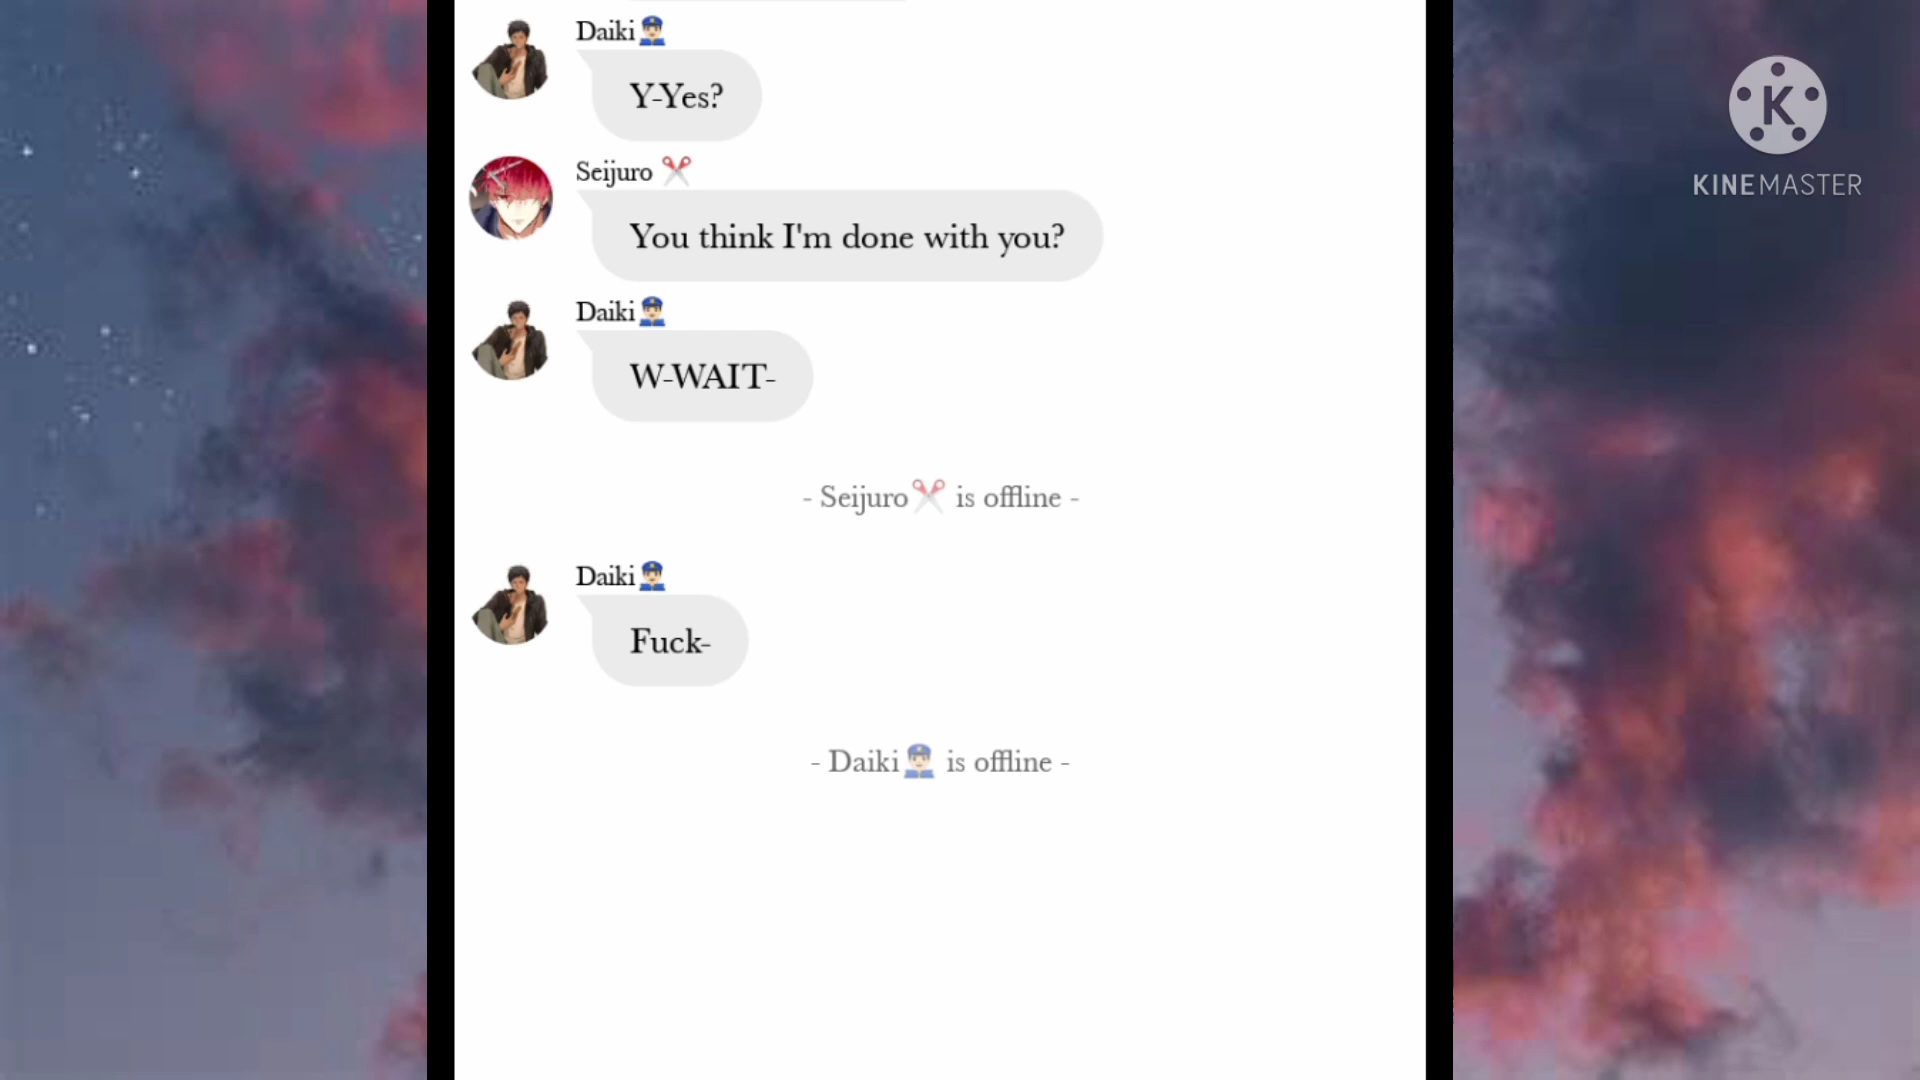 Daiki👮🏻
Y-Yes?
Seijuro ✂️
You think I'm done with you?
Daiki👮🏻
W-WAIT-
- Seijuro✂️ is offline -
Daiki👮🏻
Fuck-
- Daiki👮🏻 is offline -
K
KINEMASTER